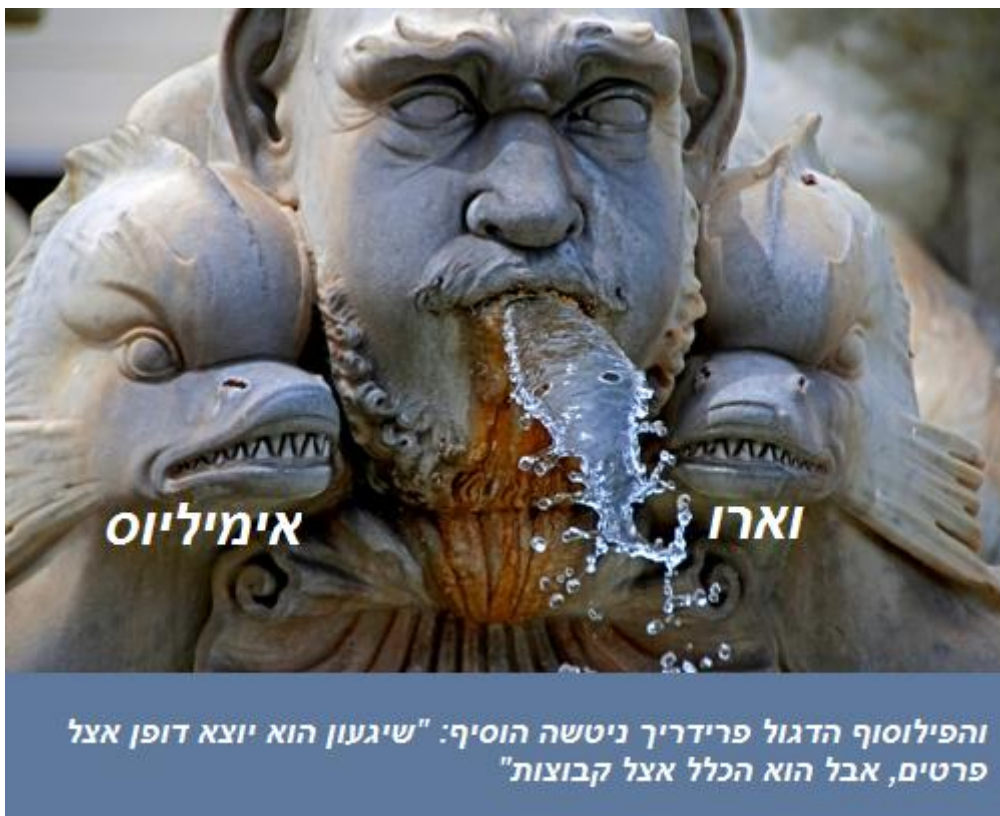 וארו
אימיליוס
והפילוסוף הדגול פרידריך ניטשה הוסיף: "שיגעון הוא יוצא דופן אצל
פרטים, אבל הוא הכלל אצל קבוצות"